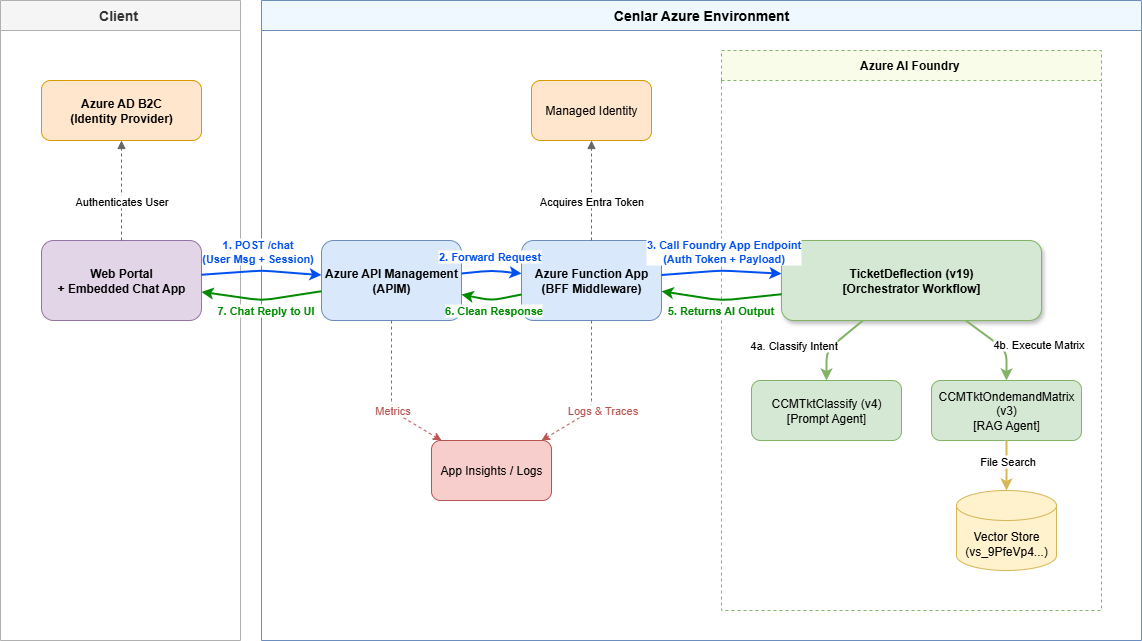 Client
Cenlar Azure Environment
Azure AI Foundry
Azure AD B2C
(Identity Provider)
Managed Identity
Authenticates User
Acquires Entra Token
Web Portal
+ Embedded Chat App
1. POST /chat
(User Msg + Session)
7. Chat Reply to UI
Azure API Management
(APIM)
2. Forward Request
6. Clean Response
Azure Function App
(BFF Middleware)
3. Call Foundry App Endpoint
(Auth Token + Payload)
5. Returns AI Output
TicketDeflection (v19)
[Orchestrator Workflow]
4a. Classify Intent
4b. Execute Matrix
CCMTktClassify (v4)
[Prompt Agent]
CCMTktOndemandMatrix
(v3)
[RAG Agent]
Metrics
Logs & Traces
App Insights / Logs
File Search
Vector Store
(vs_9PfeVp4...)